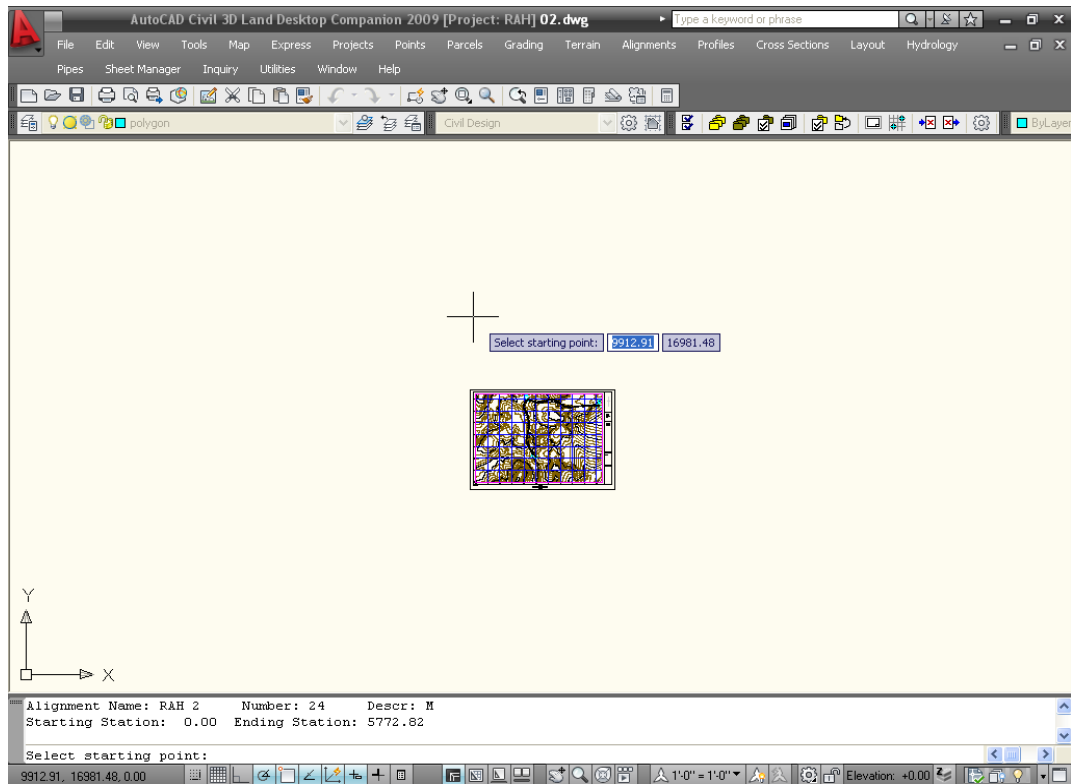 AutoCAD Civil 3D Land Desktop Companion 2009 [Project: RAH] 02.dwg
Type a keyword or phrase
File Edit View Tools Map Express Projects Points Parcels Grading Terrain Alignments Profiles Cross Sections Layout Hydrology
Pipes Sheet Manager Inquiry Utilities Window Help
polygon Civil Design ByLayer
Select starting point: 9912.91 16981.48
Y
X
Alignment Name: RAH 2 Number: 24 Descr: M
Starting Station: 0.00 Ending Station: 5772.82
Select starting point:
9912.91, 16981.48, 0.00 1'-0" = 1'-0" Elevation: +0.00